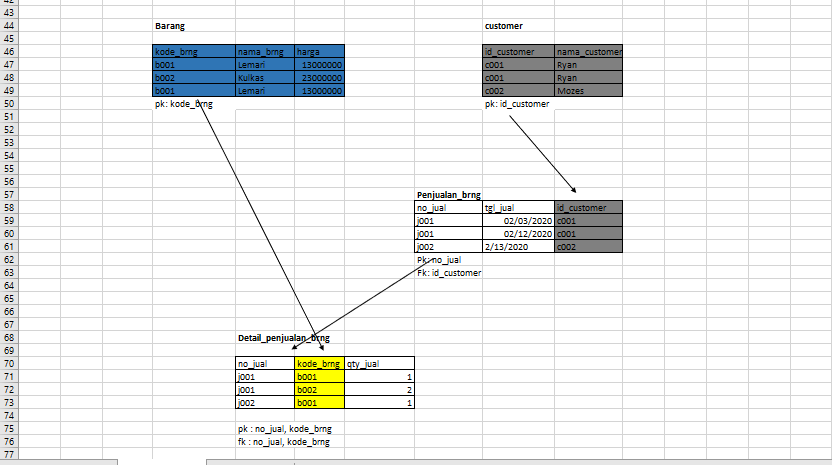 42
43
44 Barang customer
45
46 kode_brng nama_brng harga id_customer nama_customer
47 b001 Lemari 13000000 c001 Ryan
48 b002 Kulkas 23000000 c001 Ryan
49 b001 Lemari 13000000 c002 Mozes
50 pk: kode_brng pk: id_customer
51
52
53
54
55
56
57 Penjualan_brng
58 no_jual tgl_jual id_customer
59 j001 02/03/2020 c001
60 j001 02/12/2020 c001
61 j002 2/13/2020 c002
62 Pk: no_jual
63 Fk: id_customer
64
65
66
67
68 Detail_penjualan_brng
69
70 no_jual kode_brng qty_jual
71 j001 b001 1
72 j001 b002 2
73 j002 b001 1
74
75 pk : no_jual, kode_brng
76 fk : no_jual, kode_brng
77